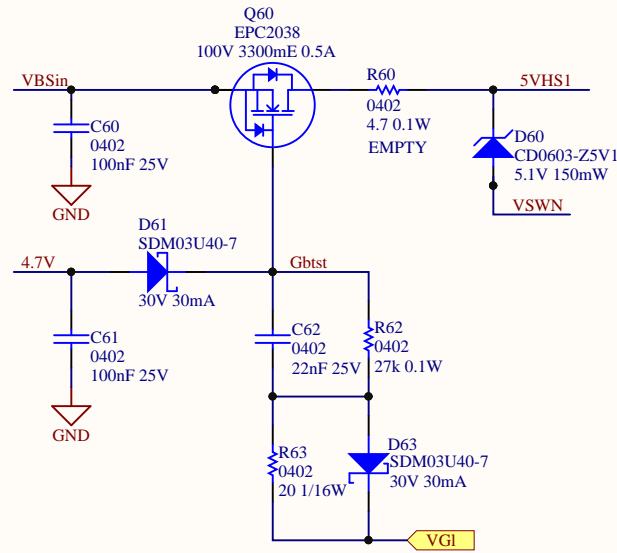 Q60
EPC2038
100V 3300mE 0.5A
VBSin
R60
0402
4.7 0.1W
EMPTY
5VHS1
C60
0402
100nF 25V
GND
D60
CD0603-Z5V1
5.1V 150mW
VSWN
D61
SDM03U40-7
30V 30mA
4.7V
Gbtst
C61
0402
100nF 25V
GND
C62
0402
22nF 25V
R62
0402
27k 0.1W
R63
0402
20 1/16W
D63
SDM03U40-7
30V 30mA
VGl